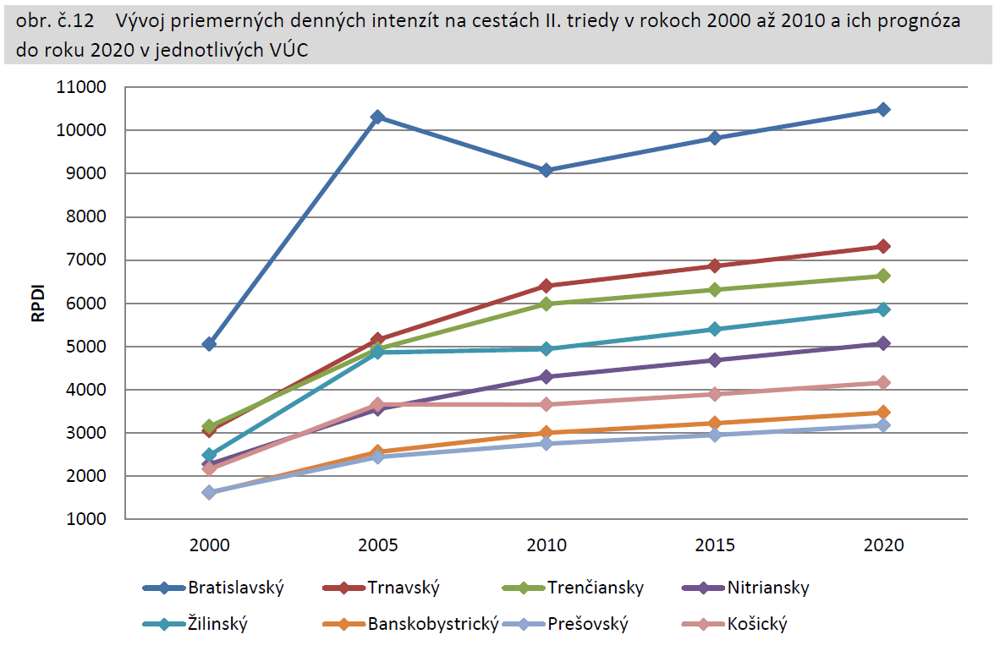 obr. č.12 Vývoj priemerných denných intenzít na cestách II. triedy v rokoch 2000 až 2010 a ich prognóza
do roku 2020 v jednotlivých VÚC
11000
10000
9000
8000
7000
6000
5000
4000
3000
2000
1000
RPDI
2000 2005 2010 2015 2020
Bratislavský Trnavský Trenčiansky Nitriansky
Žilinský Banskobystrický Prešovský Košický